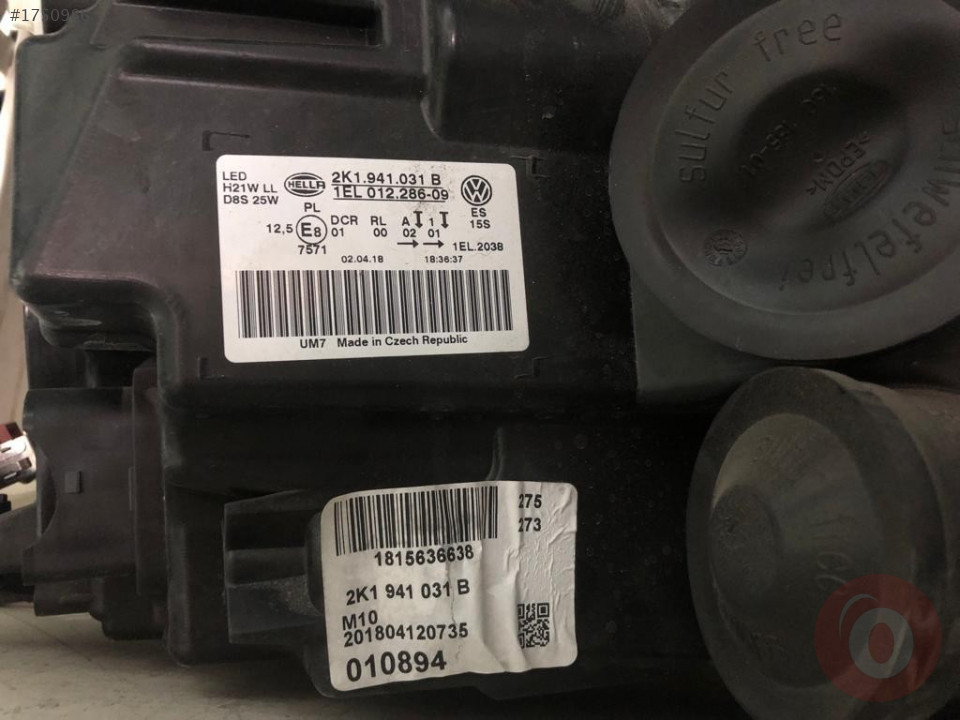 LED
H21W LL
D8S 25W
HELLA
2K1.941.031 B
1EL 012.286-09
PL
12,5 E8
7571
DCR RL A 1
01 00 02 01
ES
15S
1EL.203B
02.04.18 18:36:37
UM7 Made in Czech Republic
sulfur free
>EPDM<
1815636638
275
273
2K1 941 031 B
M10
201804120735
010894